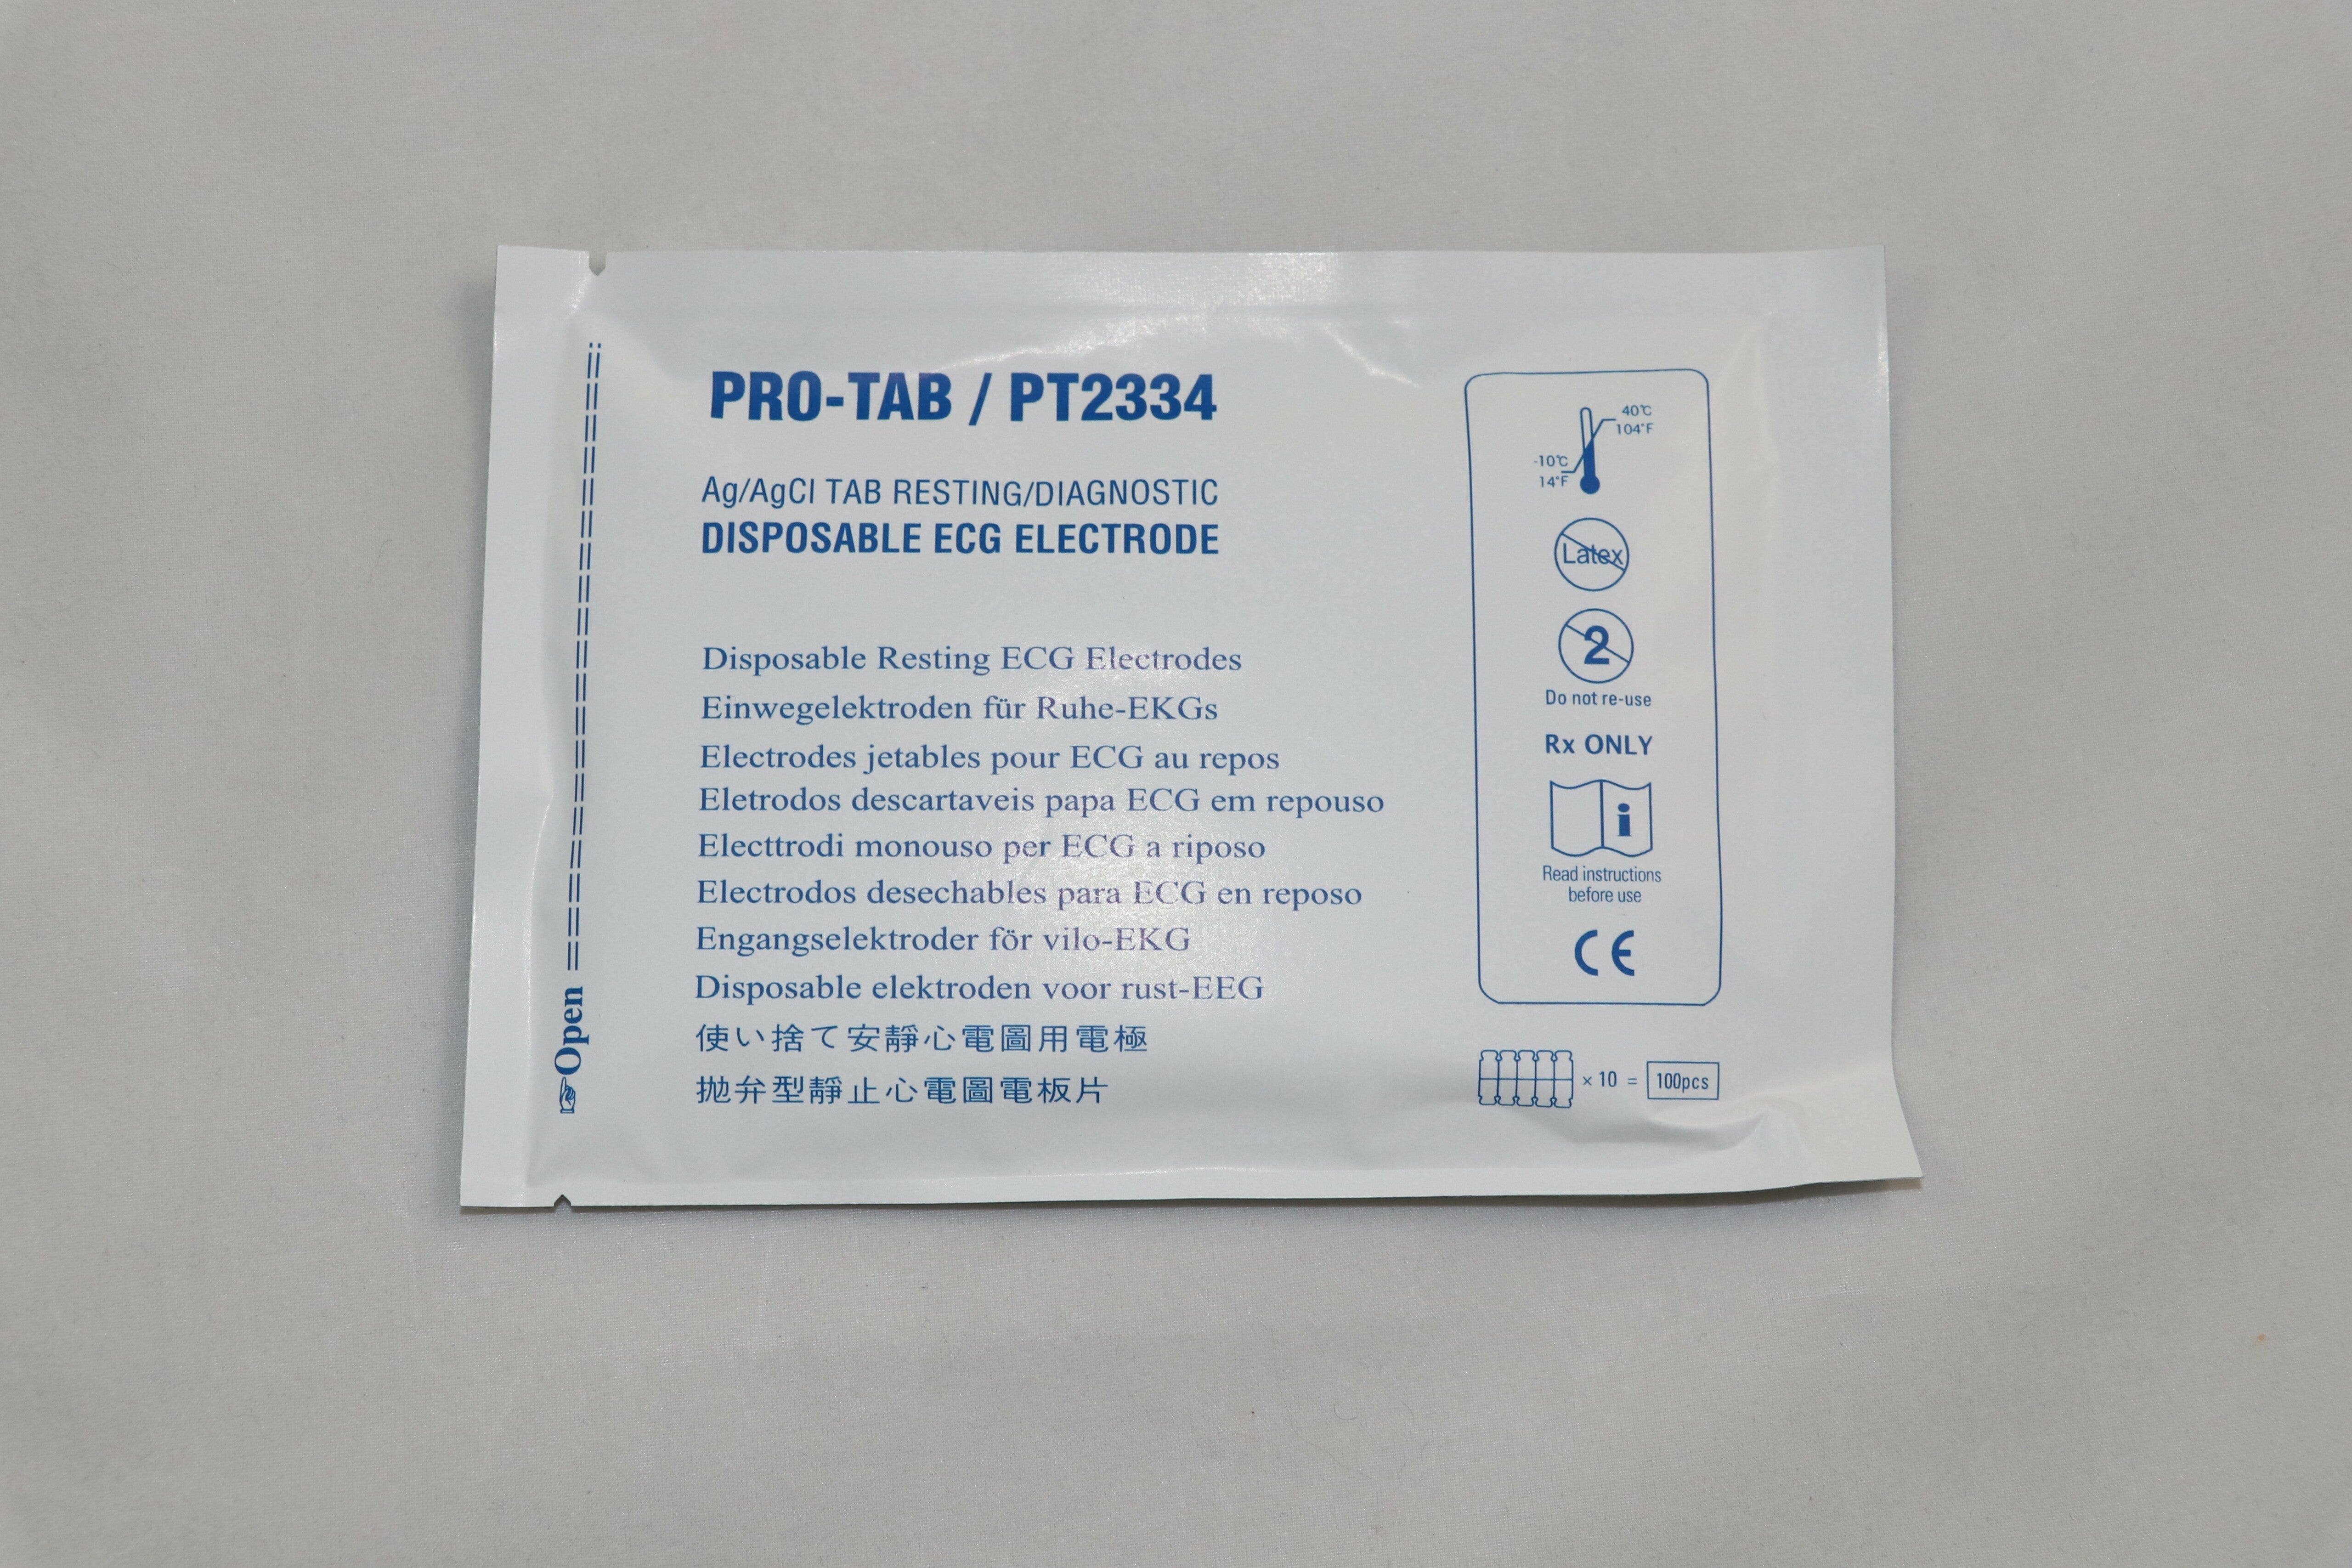 PRO-TAB / PT2334
Ag/AgCl TAB RESTING/DIAGNOSTIC
DISPOSABLE ECG ELECTRODE
Disposable Resting ECG Electrodes
Einwegelektroden für Ruhe-EKGs
Electrodes jetables pour ECG au repos
Eletrodos descartaveis papa ECG em repouso
Electtrodi monouso per ECG a riposo
Electrodos desechables para ECG en reposo
Engangselektroder för vilo-EKG
Disposable elektroden voor rust-EEG
使い捨て安靜心電圖用電極
拋弁型靜止心電圖電板片
Open
40℃
104°F
-10℃
14°F
Latex
2
Do not re-use
Rx ONLY
i
Read instructions
before use
CE
× 10 = 100pcs